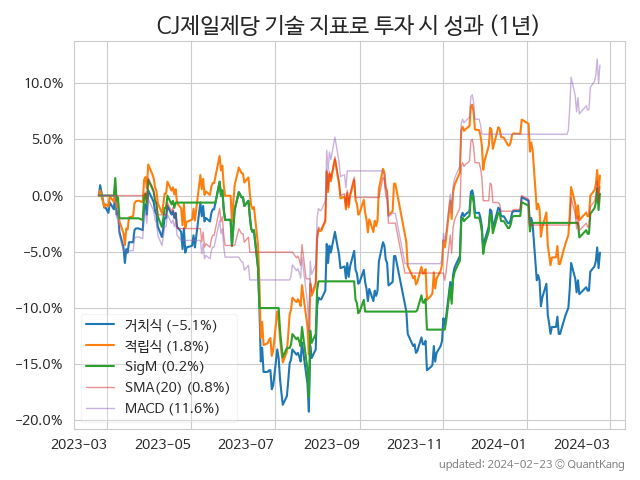 CJ제일제당 기술 지표로 투자 시 성과 (1년)
10.0%
5.0%
0.0%
−5.0%
−10.0%
−15.0%
−20.0%
거치식 (−5.1%)
적립식 (1.8%)
SigM (0.2%)
SMA(20) (0.8%)
MACD (11.6%)
2023-03 2023-05 2023-07 2023-09 2023-11 2024-01 2024-03
updated: 2024-02-23 ⓒ QuantKang